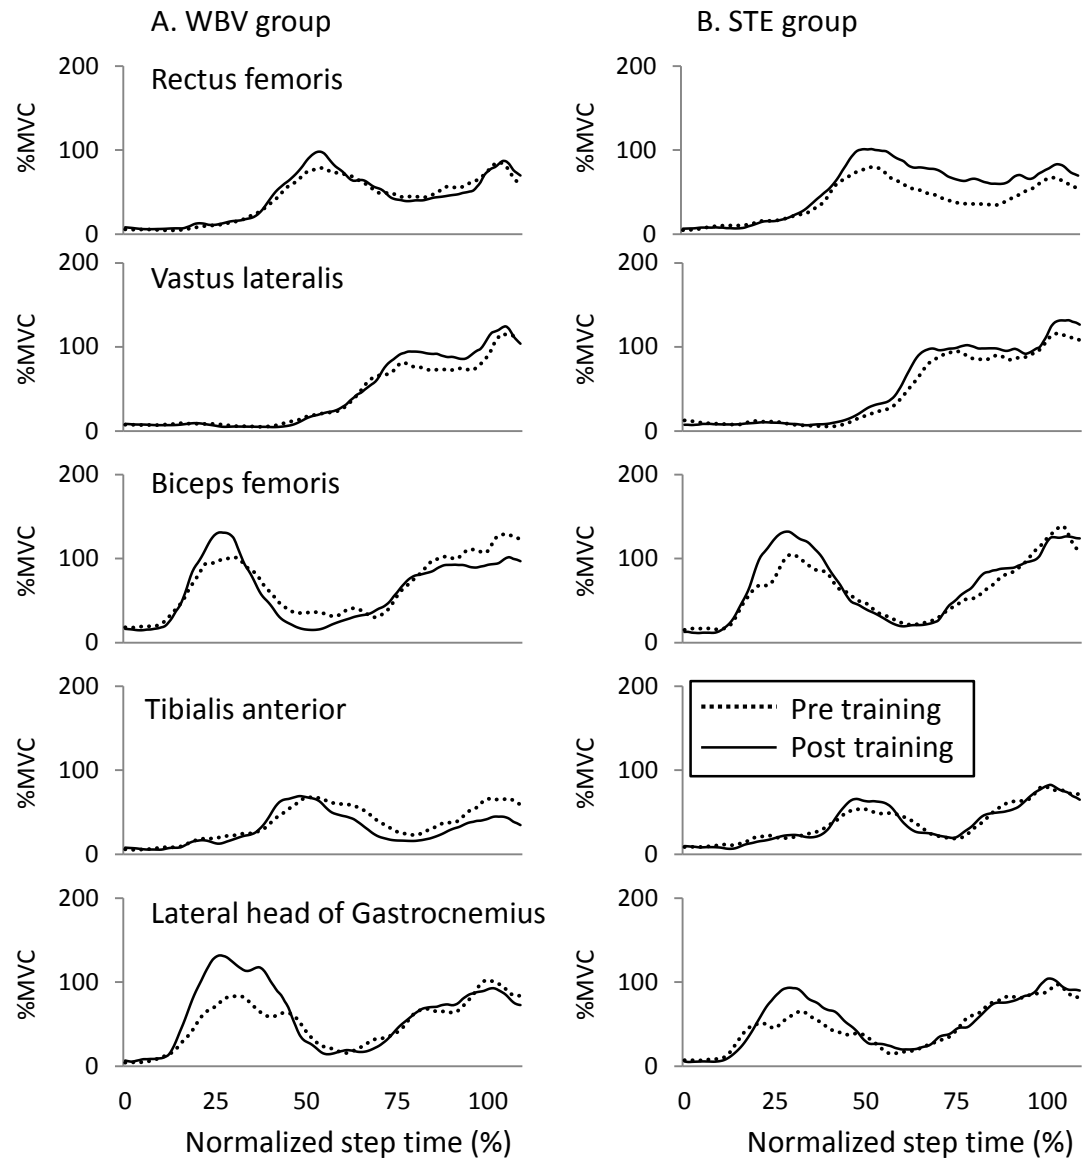 A. WBV group
B. STE group
200
100
0
%MVC
Rectus femoris
200
100
0
%MVC
200
100
0
%MVC
Vastus lateralis
200
100
0
%MVC
200
100
0
%MVC
Biceps femoris
200
100
0
%MVC
200
100
0
%MVC
Tibialis anterior
200
100
0
%MVC
Pre training
Post training
200
100
0
%MVC
Lateral head of Gastrocnemius
200
100
0
%MVC
0 25 50 75 100
0 25 50 75 100
Normalized step time (%)
Normalized step time (%)